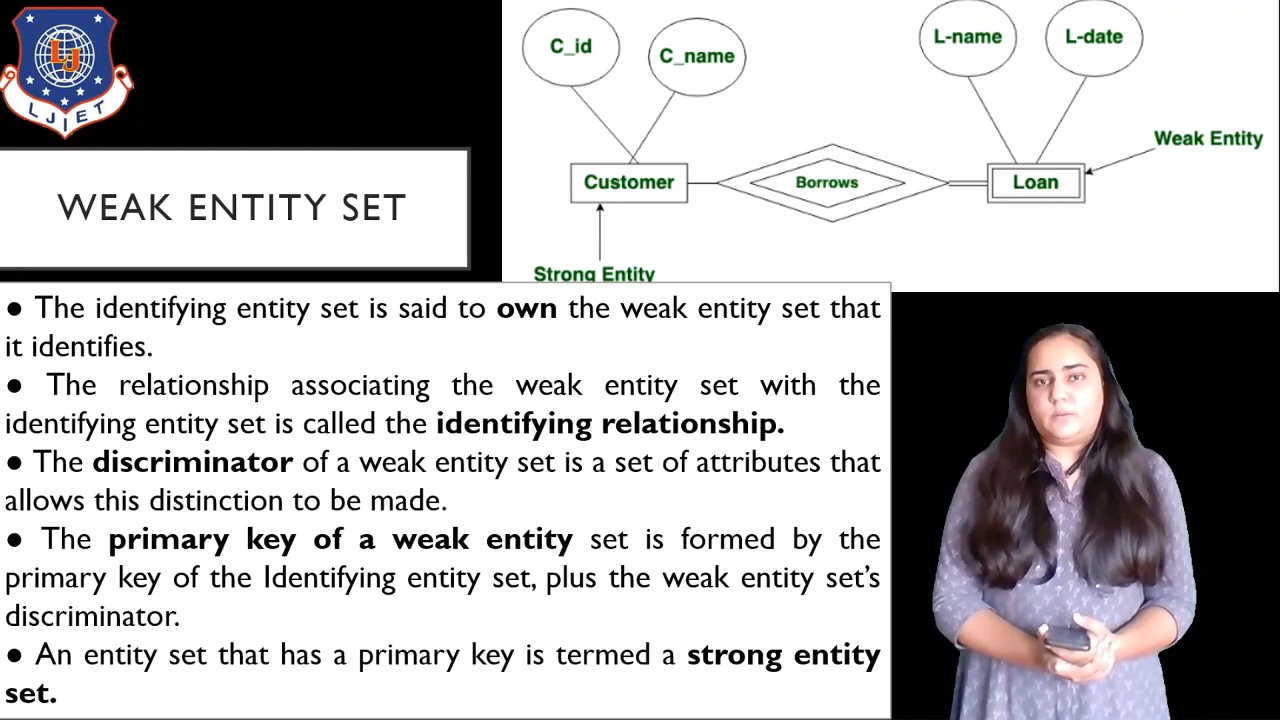 LJ
LJIET
WEAK ENTITY SET
C_id
C_name
L-name
L-date
Weak Entity
Customer
Borrows
Loan
Strong Entity
● The identifying entity set is said to own the weak entity set that
it identifies.
● The relationship associating the weak entity set with the
identifying entity set is called the identifying relationship.
● The discriminator of a weak entity set is a set of attributes that
allows this distinction to be made.
● The primary key of a weak entity set is formed by the
primary key of the Identifying entity set, plus the weak entity set’s
discriminator.
● An entity set that has a primary key is termed a strong entity
set.